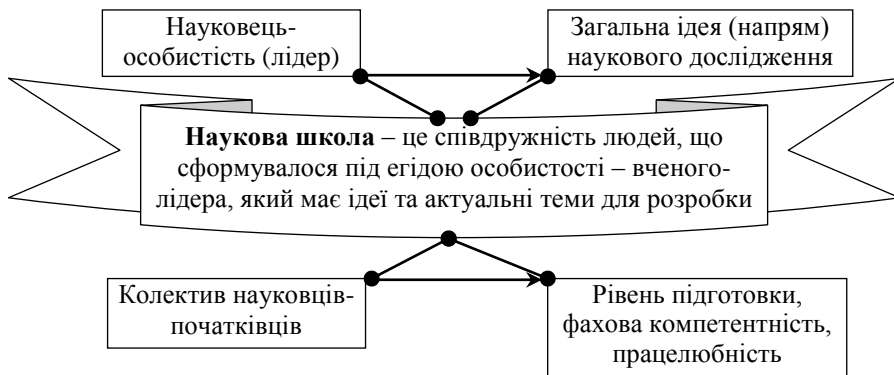 Науковець-
особистість (лідер)
Загальна ідея (напрям)
наукового дослідження
Наукова школа – це співдружність людей, що
сформувалося під егідою особистості – вченого-
лідера, який має ідеї та актуальні теми для розробки
Колектив науковців-
початківців
Рівень підготовки,
фахова компетентність,
працелюбність